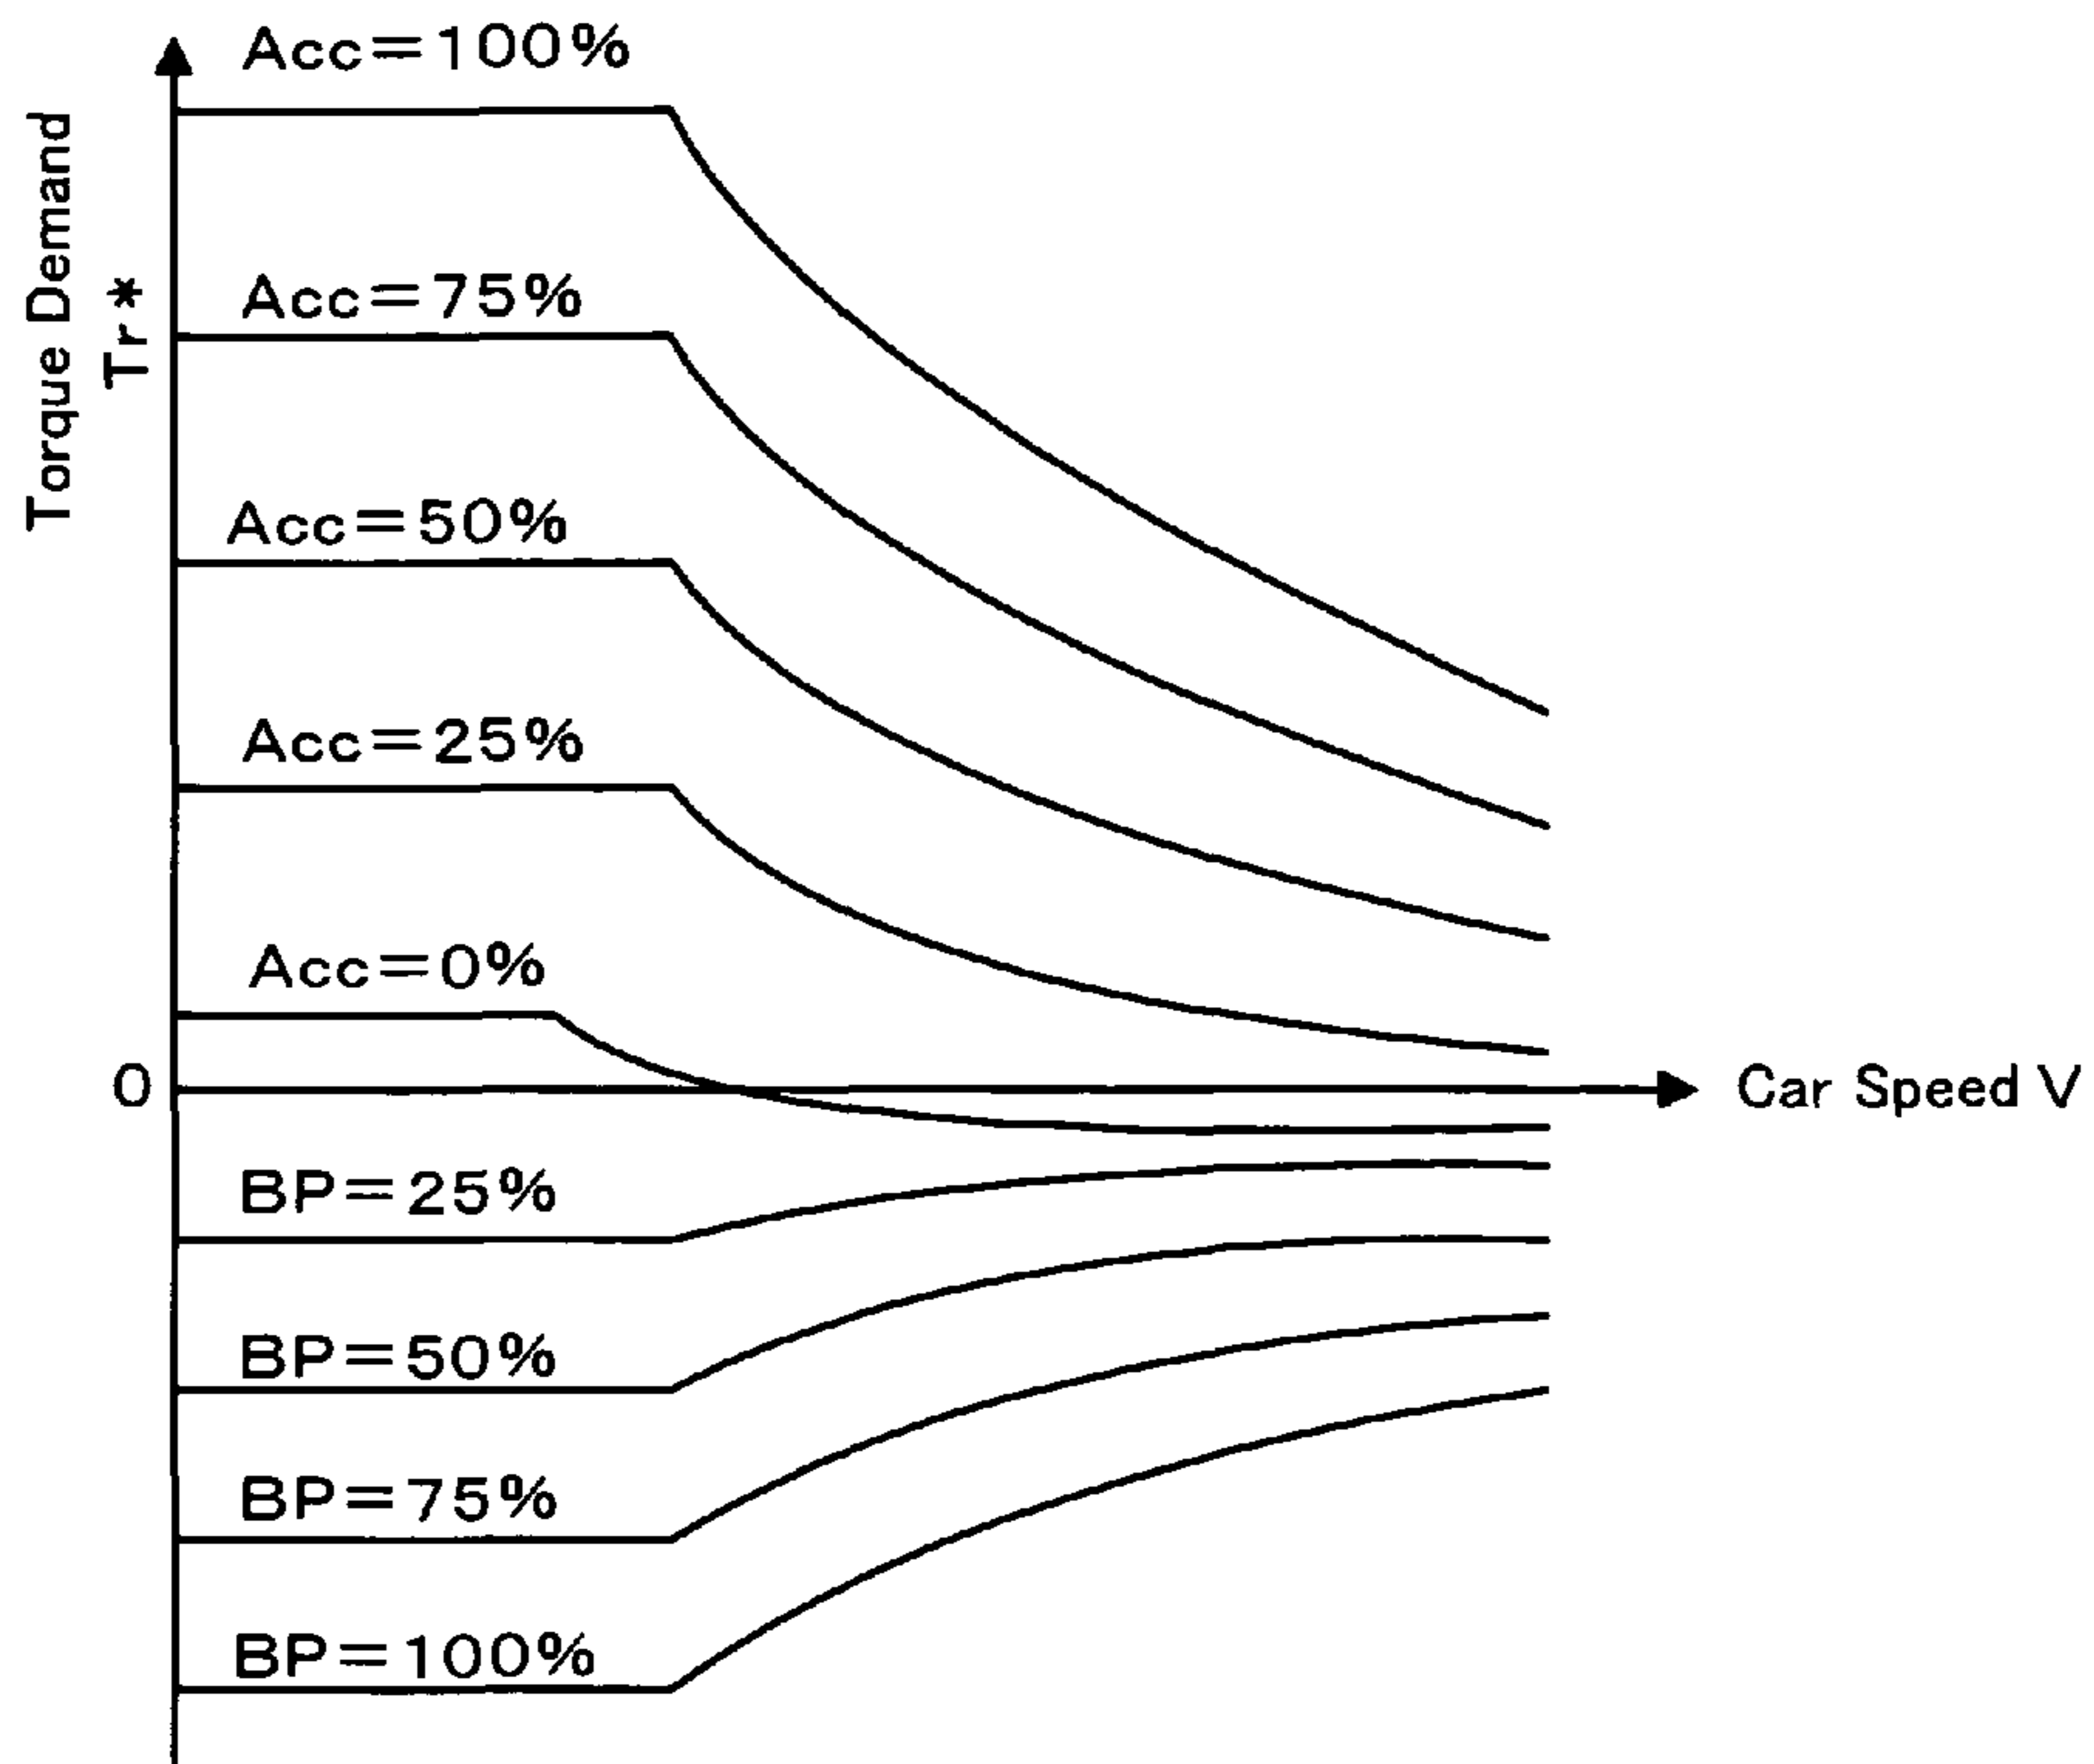 Torque Demand
Tr*
Acc=100%
Acc=75%
Acc=50%
Acc=25%
Acc=0%
0
Car Speed V
BP=25%
BP=50%
BP=75%
BP=100%